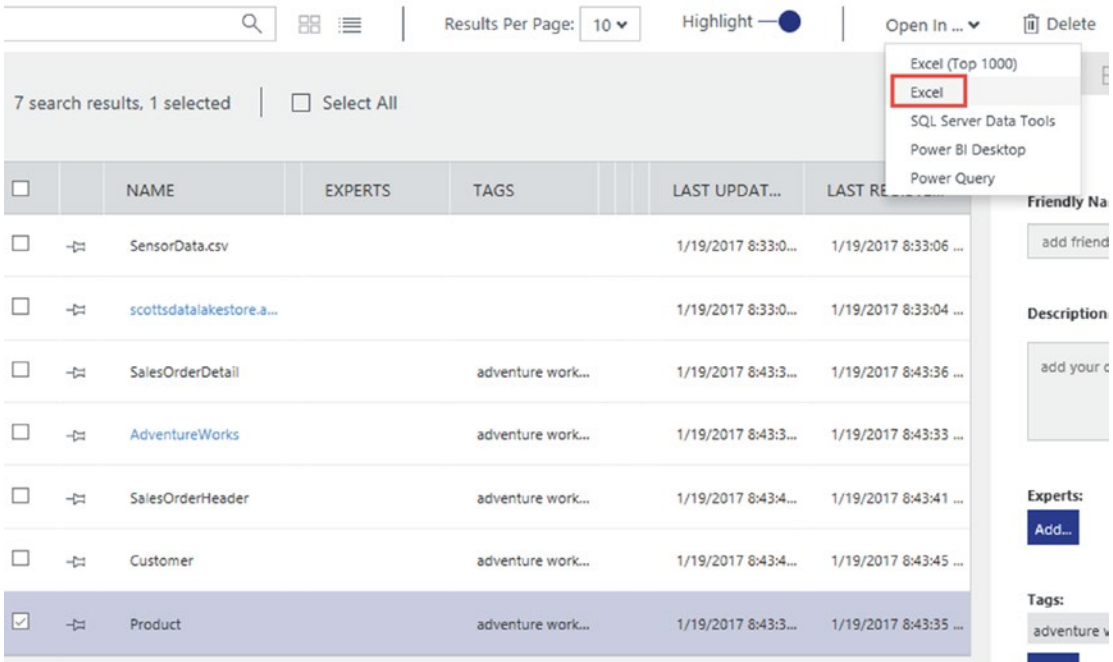 Results Per Page: 10 Highlight Open In ... Delete
Excel (Top 1000)
Excel
SQL Server Data Tools
Power BI Desktop
Power Query
7 search results, 1 selected Select All
NAME EXPERTS TAGS LAST UPDAT... LAST
SensorData.csv 1/19/2017 8:33:0... 1/19/2017 8:33:06 ...
scottsdatalakestore.a... 1/19/2017 8:33:0... 1/19/2017 8:33:04 ...
SalesOrderDetail adventure work... 1/19/2017 8:43:3... 1/19/2017 8:43:36 ...
AdventureWorks adventure work... 1/19/2017 8:43:3... 1/19/2017 8:43:33 ...
SalesOrderHeader adventure work... 1/19/2017 8:43:4... 1/19/2017 8:43:41 ...
Customer adventure work... 1/19/2017 8:43:4... 1/19/2017 8:43:45 ...
Product adventure work... 1/19/2017 8:43:3... 1/19/2017 8:43:35 ...
Friendly Na
add friend
Description
add your
Experts:
Add...
Tags:
adventure